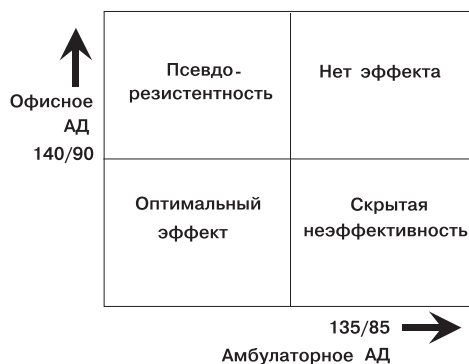 Псевдо-
резистентность
Нет эффекта
Офисное
АД
140/90
Оптимальный
эффект
Скрытая
неэффективность
135/85
Амбулаторное АД